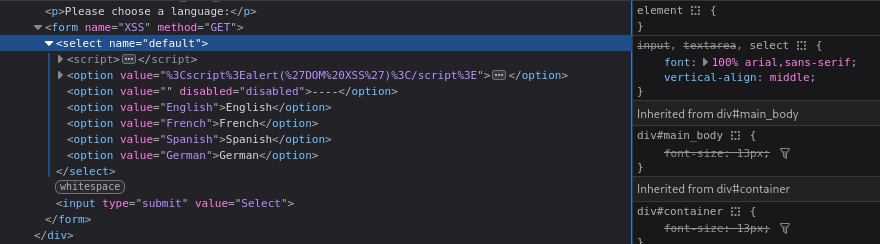 <p>Please choose a language:</p>
<form name="XSS" method="GET">
<select name="default">
<script>
</script>
<option value="%3Cscript%3Ealert(%27DOM%20XSS%27)%3C/script%3E">
</option>
<option value="" disabled="disabled">----</option>
<option value="English">English</option>
<option value="French">French</option>
<option value="Spanish">Spanish</option>
<option value="German">German</option>
</select>
whitespace
<input type="submit" value="Select">
</form>
</div>
element {
}
input, textarea, select {
font: 100% arial,sans-serif;
vertical-align: middle;
}
Inherited from div#main_body
div#main_body {
font-size: 13px;
}
Inherited from div#container
div#container {
font-size: 13px;